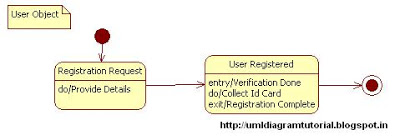 User Object
Registration Request
do/Provide Details
User Registered
entry/Verification Done
do/Collect Id Card
exit/Registration Complete
http://umldiagramtutorial.blogspot.in